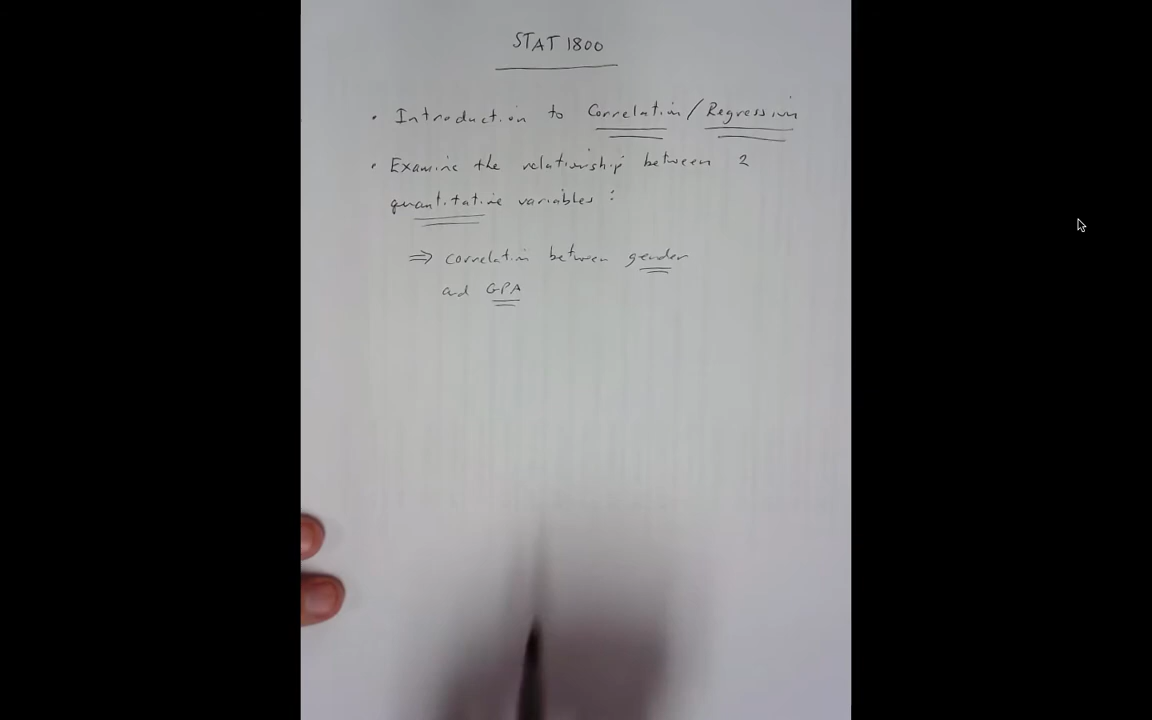 STAT 1800
• Introduction to Correlation/Regression
• Examine the relationship between 2
quantitative variables :
⇒ correlation between gender
and GPA